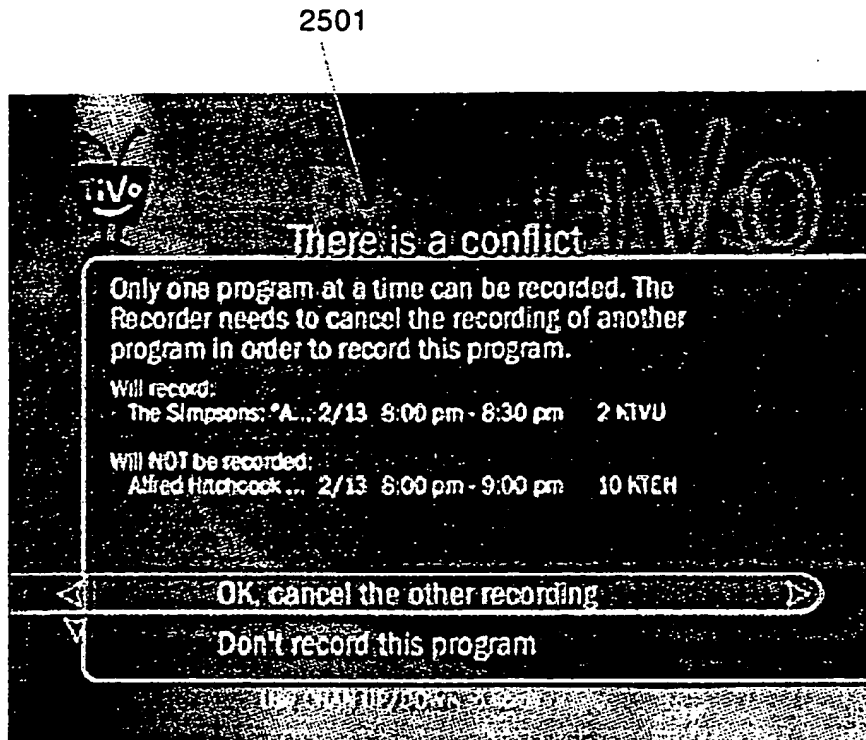 2501
TiVo
TiVo
There is a conflict
Only one program at a time can be recorded. The
Recorder needs to cancel the recording of another
program in order to record this program.
Will record:
The Simpsons: "A... 2/13 8:00 pm - 8:30 pm 2 KTVU
Will NOT be recorded:
Alfred Hitchcock ... 2/13 8:00 pm - 9:00 pm 10 KTEH
OK, cancel the other recording
Don't record this program